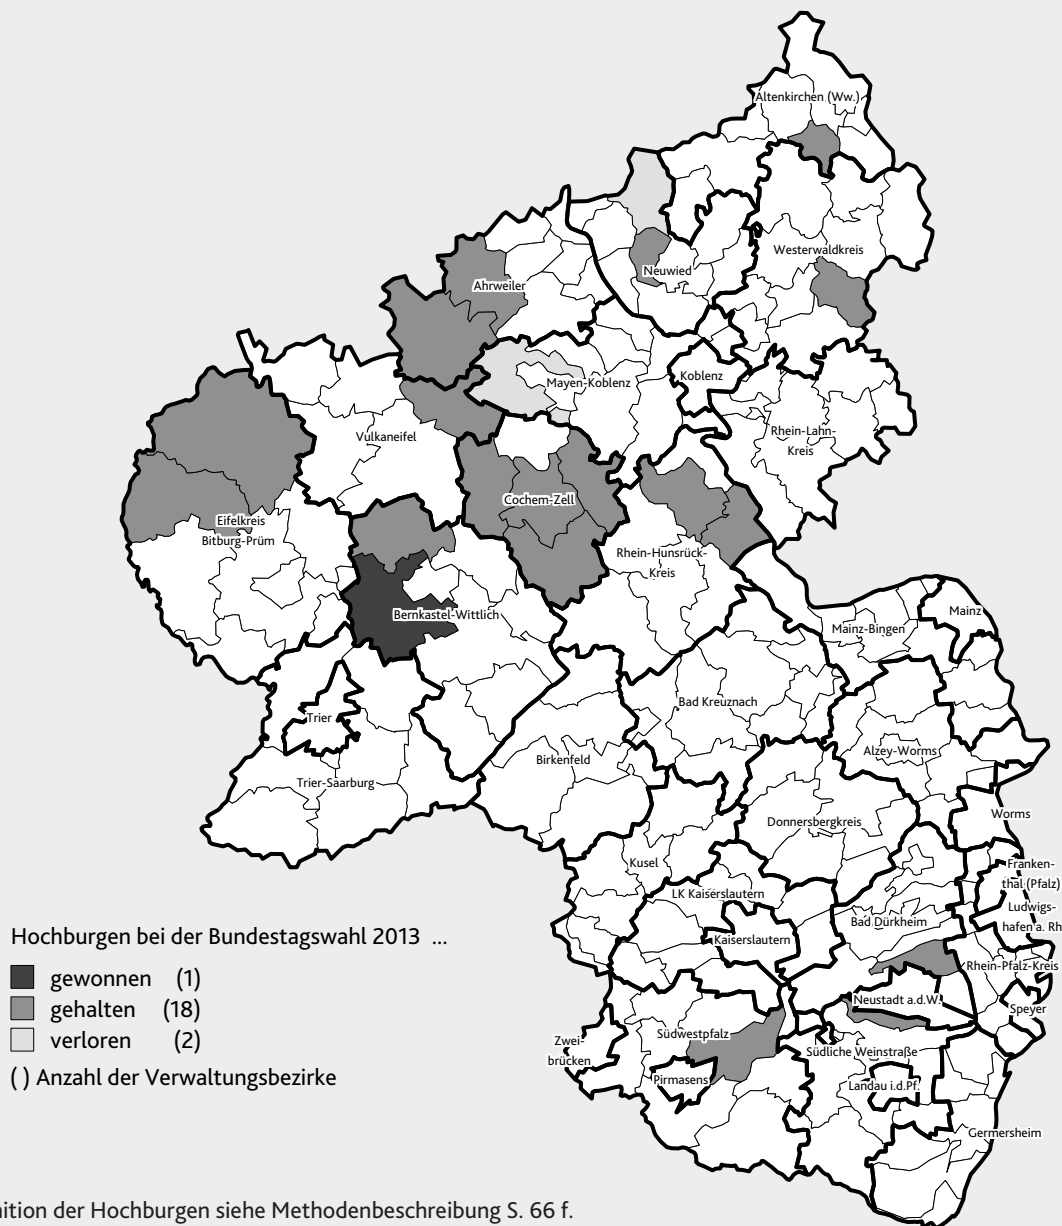 Altenkirchen (Ww.)
Westerwaldkreis
Neuwied
Ahrweiler
Mayen-Koblenz
Koblenz
Rhein-Lahn-
Kreis
Vulkaneifel
Cochem-Zell
Eifelkreis
Bitburg-Prüm
Rhein-Hunsrück-
Kreis
Bernkastel-Wittlich
Mainz
Mainz-Bingen
Bad Kreuznach
Trier
Alzey-Worms
Birkenfeld
Trier-Saarburg
Donnersbergkreis
Worms
Kusel
Franken-
thal (Pfalz)
LK Kaiserslautern
Ludwigs-
hafen a. Rh
Bad Dürkheim
Kaiserslautern
Rhein-Pfalz-Kreis
Neustadt a.d.W.
Speyer
Südwestpfalz
Zwei-
brücken
Südliche Weinstraße
Pirmasens
Landau i.d.Pf.
Germersheim
Hochburgen bei der Bundestagswahl 2013 ...
gewonnen (1)
gehalten (18)
verloren (2)
( ) Anzahl der Verwaltungsbezirke
nition der Hochburgen siehe Methodenbeschreibung S. 66 f.